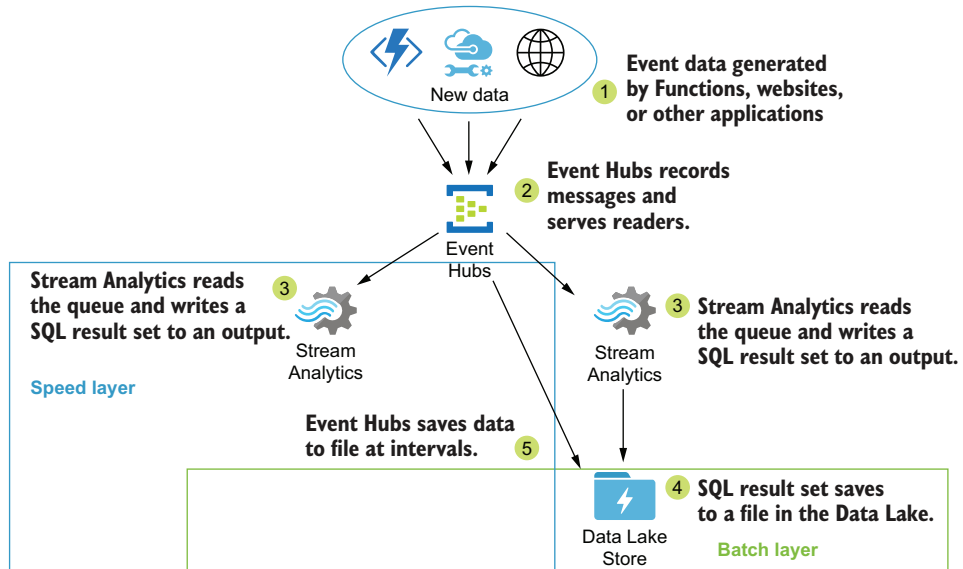 New data
1
Event data generated
by Functions, websites,
or other applications
2
Event Hubs records
messages and
serves readers.
Event
Hubs
Stream Analytics reads
the queue and writes a
SQL result set to an output.
3
Stream
Analytics
Speed layer
Stream
Analytics
3
Stream Analytics reads
the queue and writes a
SQL result set to an output.
Event Hubs saves data
to file at intervals.
5
Data Lake
Store
4
SQL result set saves
to a file in the Data Lake.
Batch layer